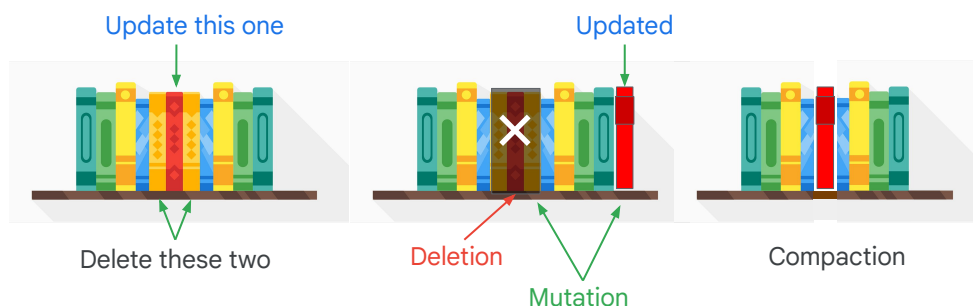 Update this one
Updated
Delete these two
Deletion
Compaction
Mutation